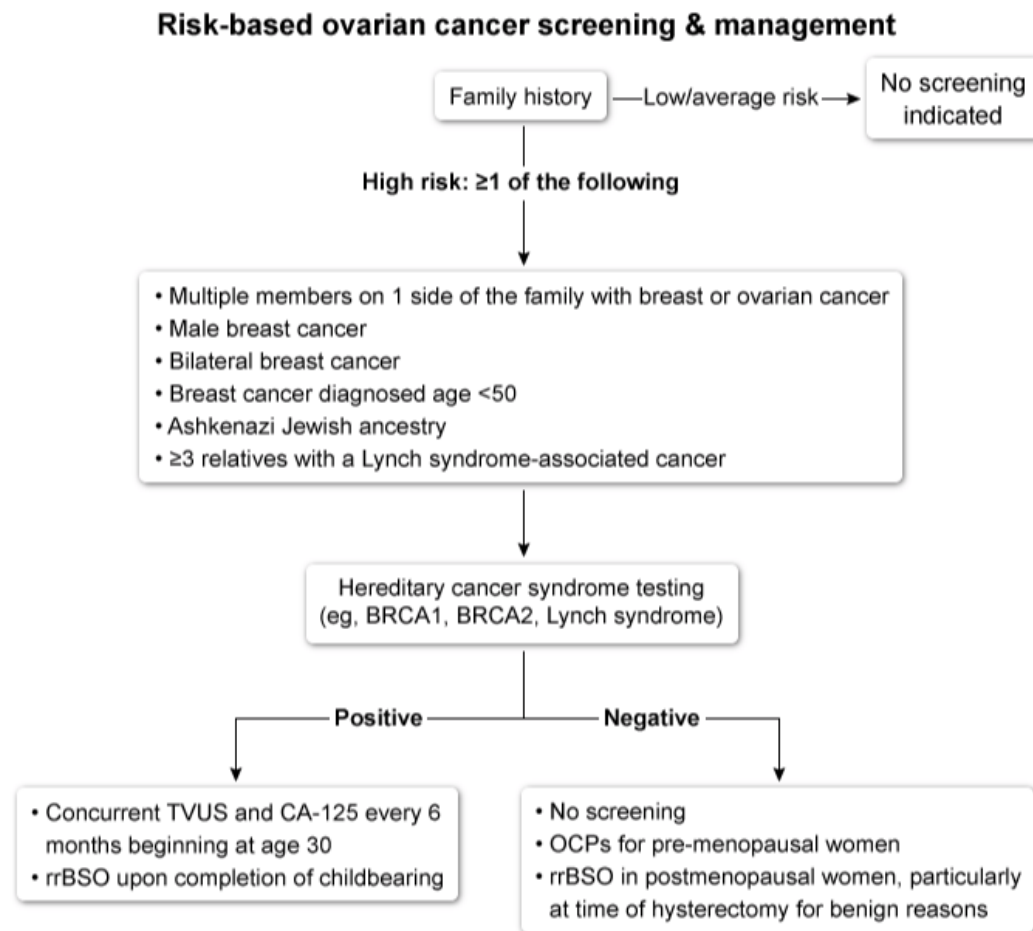 Risk-based ovarian cancer screening & management
Family history
Low/average risk
No screening
indicated
High risk: ≥1 of the following
• Multiple members on 1 side of the family with breast or ovarian cancer
• Male breast cancer
• Bilateral breast cancer
• Breast cancer diagnosed age <50
• Ashkenazi Jewish ancestry
• ≥3 relatives with a Lynch syndrome-associated cancer
Hereditary cancer syndrome testing
(eg, BRCA1, BRCA2, Lynch syndrome)
Positive
Negative
• Concurrent TVUS and CA-125 every 6
months beginning at age 30
• rrBSO upon completion of childbearing
• No screening
• OCPs for pre-menopausal women
• rrBSO in postmenopausal women, particularly
at time of hysterectomy for benign reasons